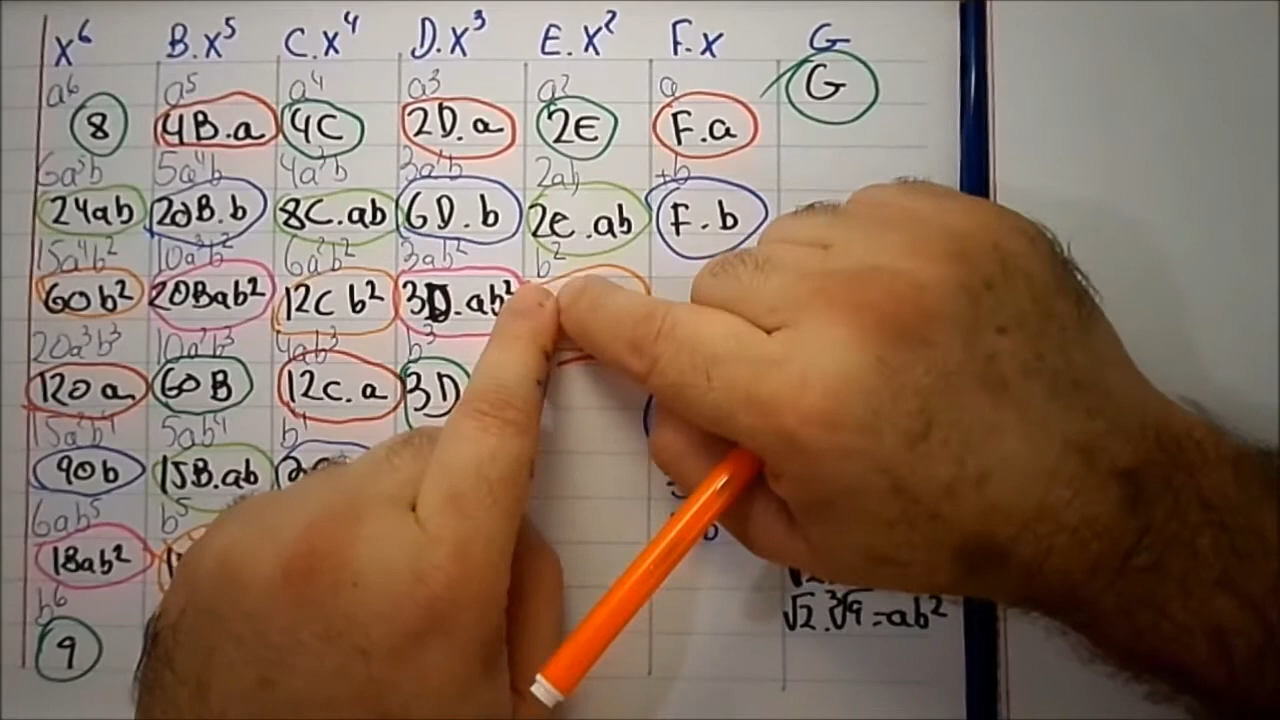 x⁶ B.x⁵ C.x⁴ D.x³ E.x² F.x G
a⁶ a⁵ a⁴ a³ a² a G
8 4B.a 4C 2D.a 2E F.a
6a⁵b 5a⁴b 4a³b 3a²b 2ab +b
24ab 20B.b 8C.ab 6D.b 2E.ab F.b
15a⁴b² 10a³b² 6a²b² 3ab² b²
60b² 20Bab² 12C b² 3D.ab²
20a³b³ 10a²b³ 4ab³ b³
120a 60B 12C.a 3D
15a²b⁴ 5ab⁴ b⁴
90b 15B.ab
6ab⁵ b⁵
18ab²
b⁶
√2.∛9=ab²
9